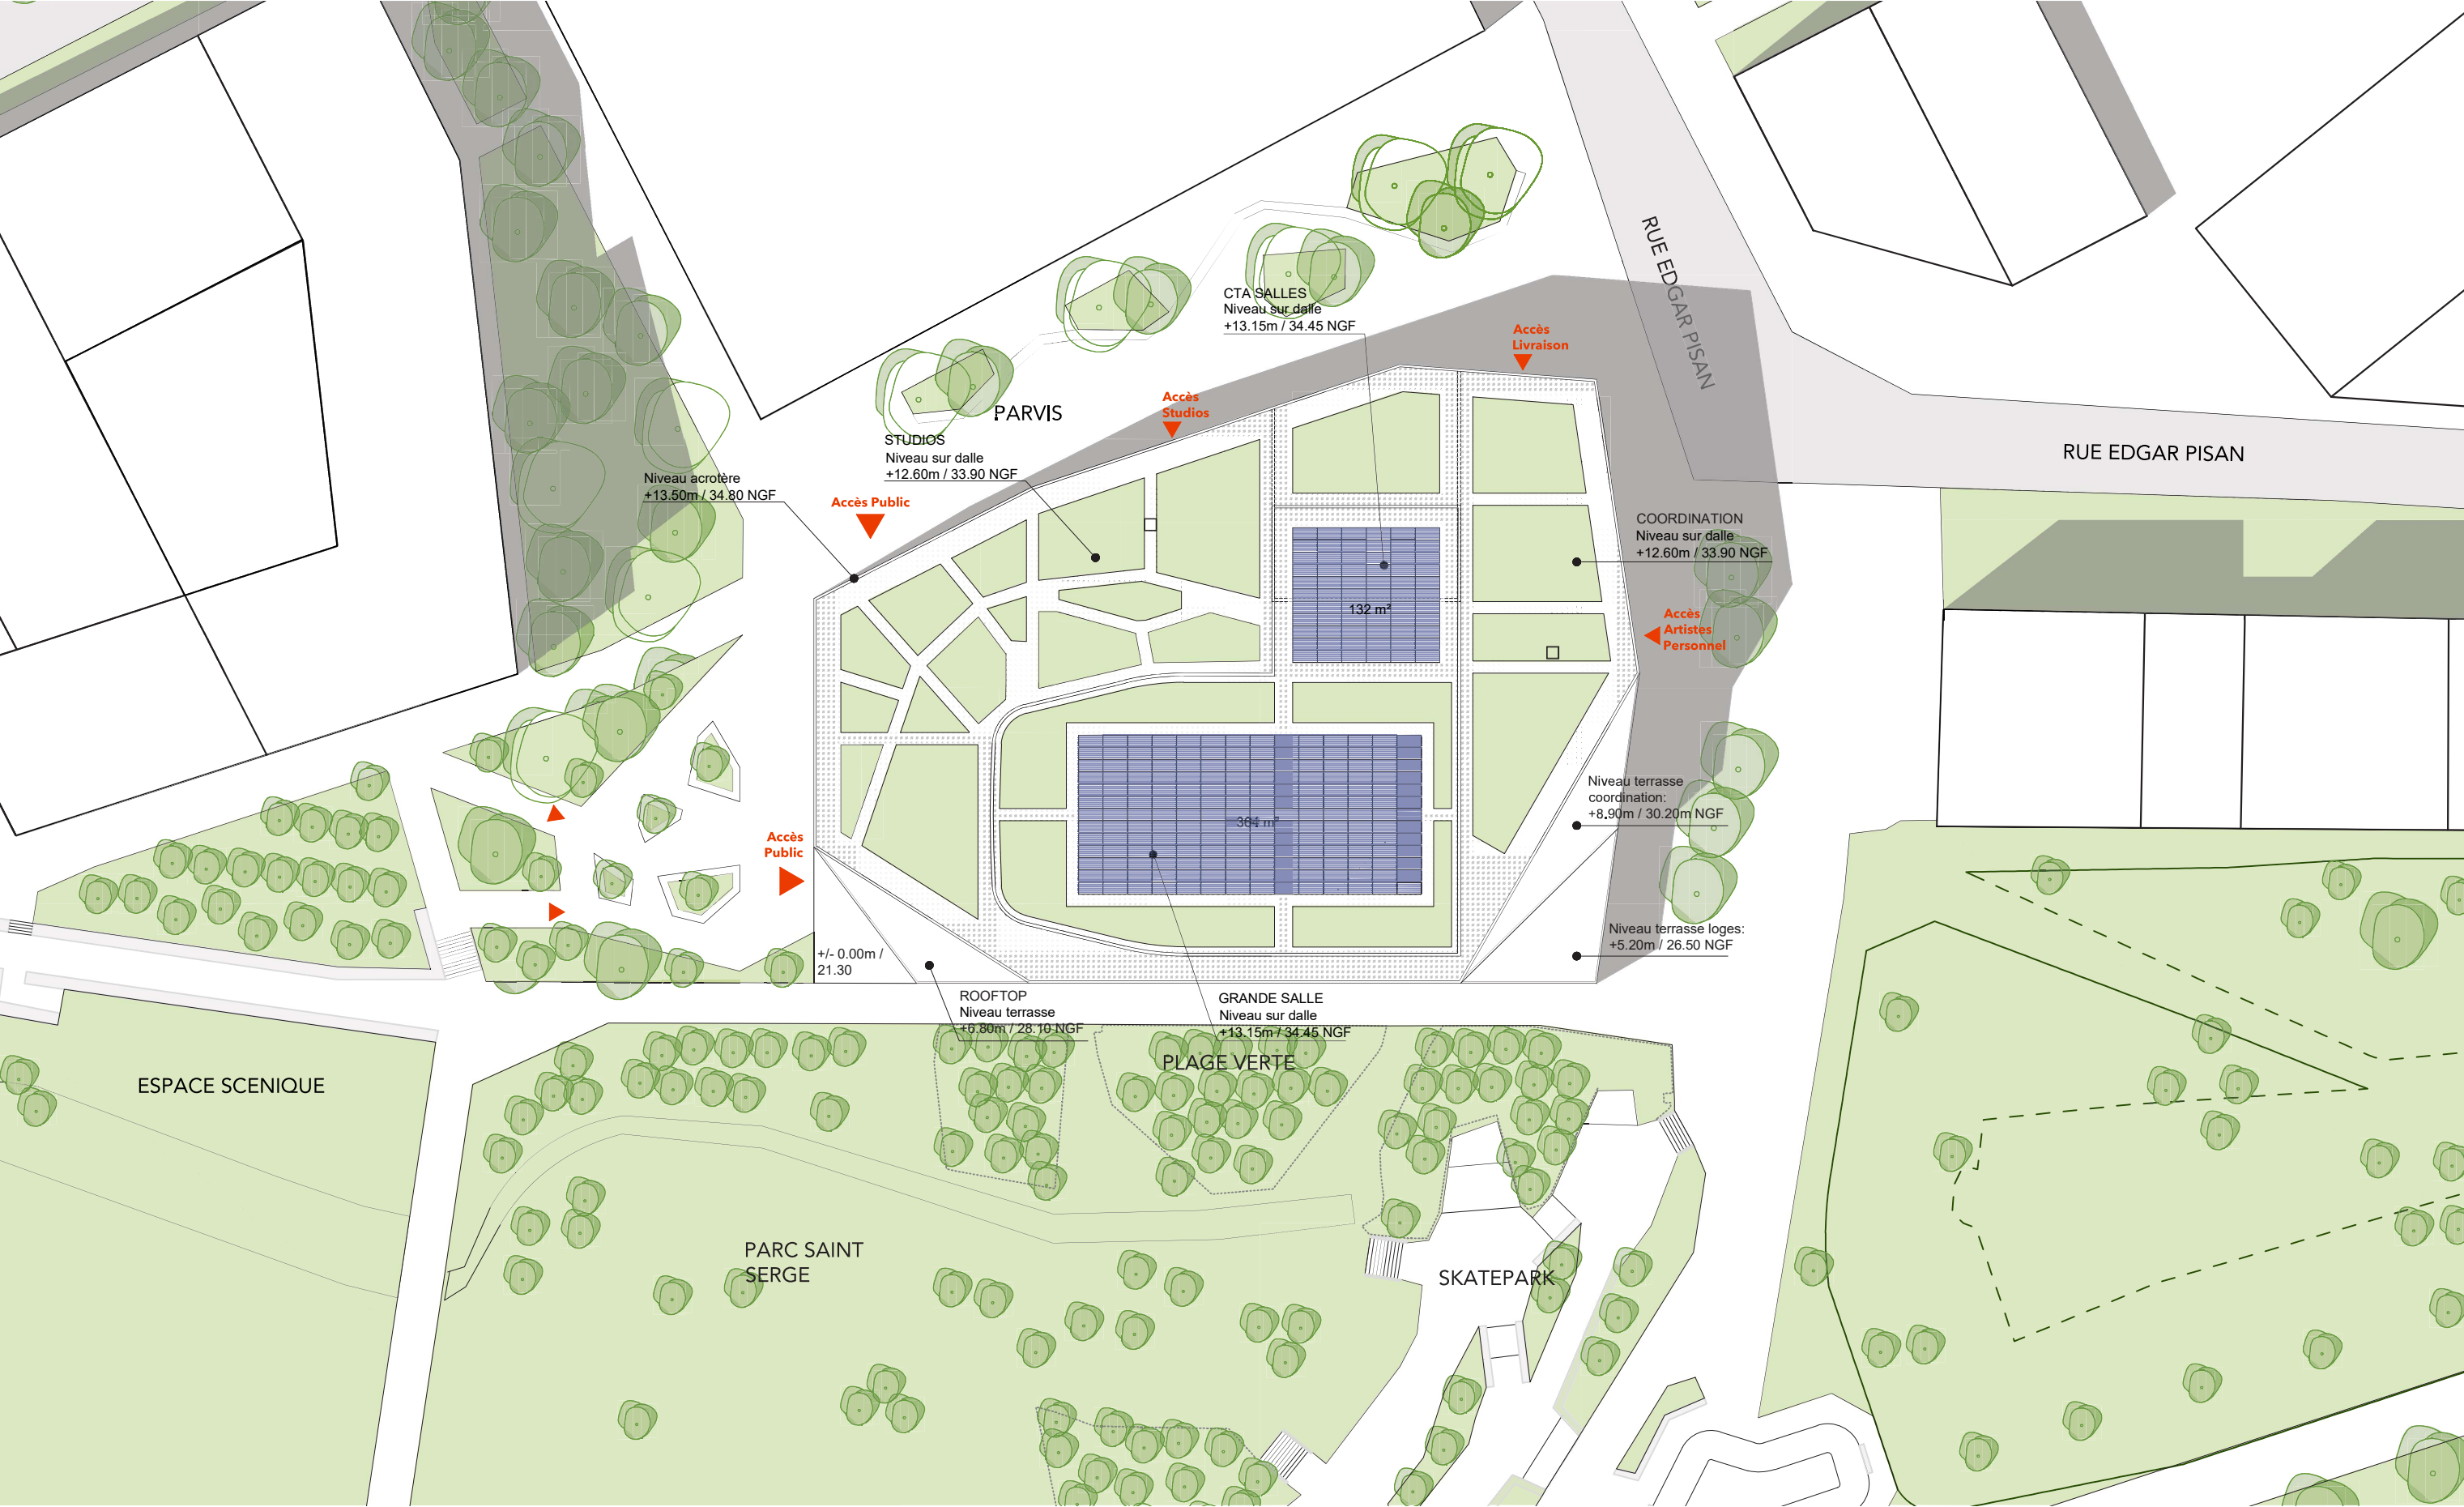 RUE EDGAR PISAN
CTA SALLES
Niveau sur dalle
+13.15m / 34.45 NGF
Accès
Livraison
Accès
Studios
PARVIS
STUDIOS
Niveau sur dalle
+12.60m / 33.90 NGF
RUE EDGAR PISAN
Niveau acrotère
+13.50m / 34.80 NGF
Accès Public
COORDINATION
Niveau sur dalle
+12.60m / 33.90 NGF
132 m²
Accès
Artistes
Personnel
Niveau terrasse
coordination:
+8.90m / 30.20m NGF
364 m²
Accès
Public
Niveau terrasse loges:
+5.20m / 26.50 NGF
+/- 0.00m /
21.30
ROOFTOP
Niveau terrasse
+6.80m / 28.10 NGF
GRANDE SALLE
Niveau sur dalle
+13.15m / 34.45 NGF
PLAGE VERTE
ESPACE SCENIQUE
PARC SAINT
SERGE
SKATEPARK